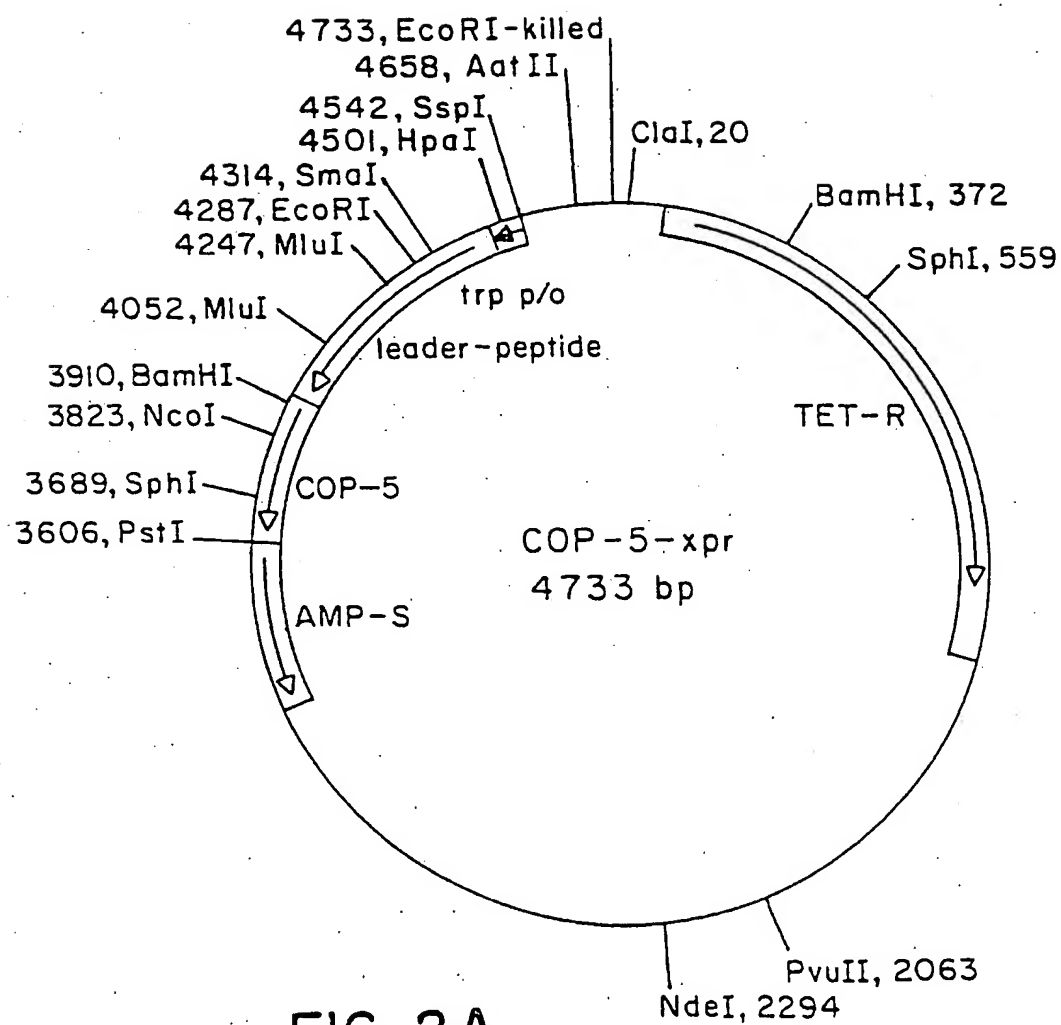 4733, EcoRI-killed
4658, AatII
4542, SspI
4501, HpaI
4314, SmaI
4287, EcoRI
4247, MluI
4052, MluI
3910, BamHI
3823, NcoI
3689, SphI
3606, PstI
ClaI, 20
BamHI, 372
SphI, 559
trp p/o
leader-peptide
TET-R
COP-5
AMP-S
COP-5-xpr
4733 bp
PvuII, 2063
NdeI, 2294
FIG. 2A